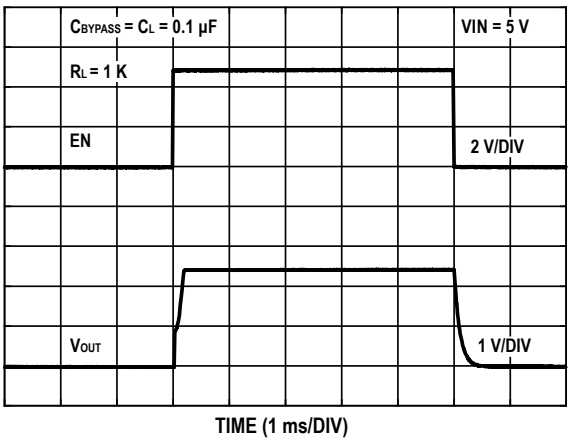 CBYPASS = CL = 0.1 µF
VIN = 5 V
RL = 1 K
EN
2 V/DIV
VOUT
1 V/DIV
TIME (1 ms/DIV)